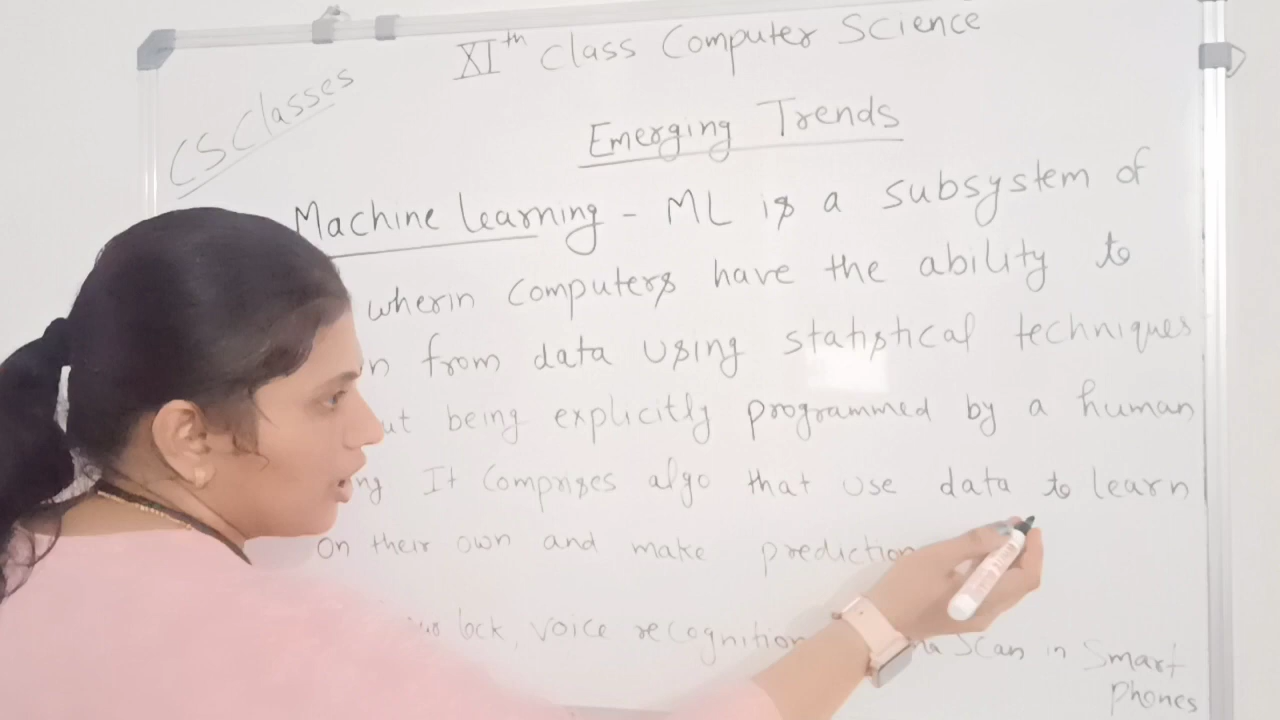 XIth Class Computer Science
CS Classes
Emerging Trends
Machine learning - ML is a subsystem of
wherin computers have the ability to
n from data using statistical techniques
ut being explicitly programmed by a human
ng It comprises algo that use data to learn
on their own and make prediction
lock, voice recognition Scan in Smart
Phones